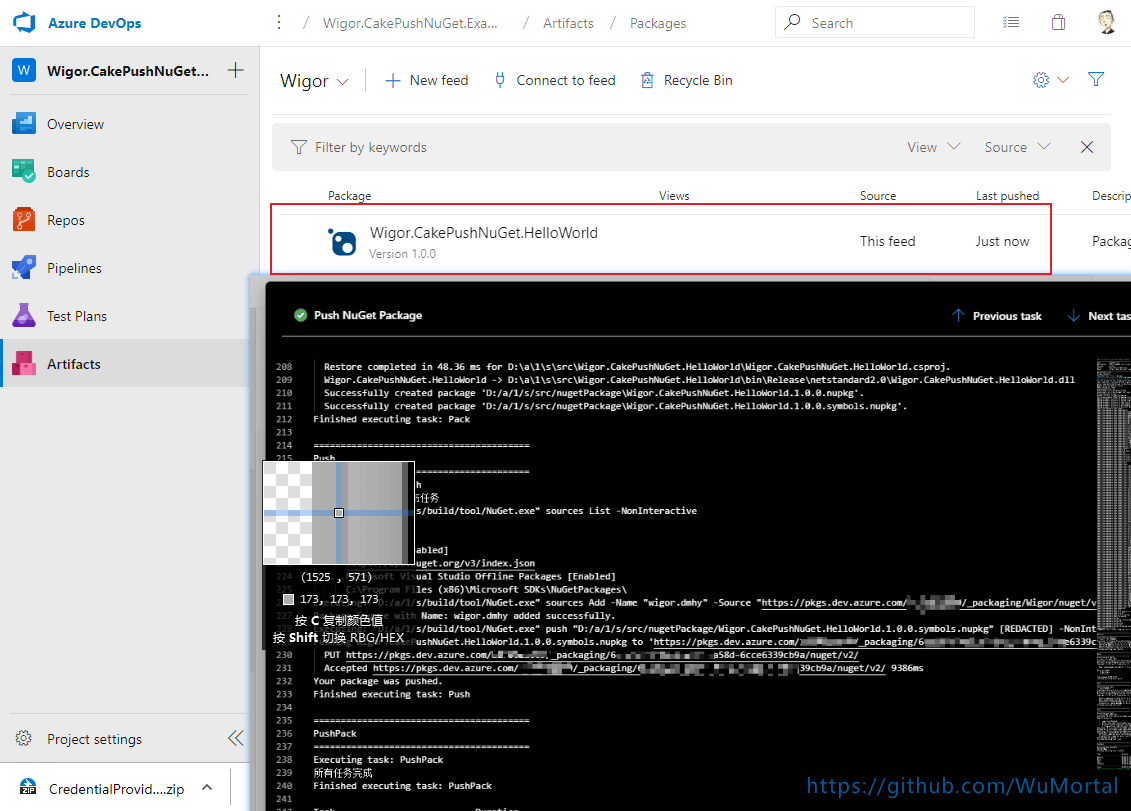 Azure DevOps
/ Wigor.CakePushNuGet.Exa... / Artifacts / Packages
Search
W Wigor.CakePushNuGet...
Wigor
New feed
Connect to feed
Recycle Bin
Overview
Boards
Repos
Pipelines
Test Plans
Artifacts
Filter by keywords
View
Source
Package Views Source Last pushed Descrip
Wigor.CakePushNuGet.HelloWorld This feed Just now Packag
Version 1.0.0
Push NuGet Package
Previous task
Next tas
208 Restore completed in 48.36 ms for D:\a\1\s\src\Wigor.CakePushNuGet.HelloWorld\Wigor.CakePushNuGet.HelloWorld.csproj.
209 Wigor.CakePushNuGet.HelloWorld -> D:\a\1\s\src\Wigor.CakePushNuGet.HelloWorld\bin\Release\netstandard2.0\Wigor.CakePushNuGet.HelloWorld.dll
210 Successfully created package 'D:/a/1/s/src/nugetPackage\Wigor.CakePushNuGet.HelloWorld.1.0.0.nupkg'.
211 Successfully created package 'D:/a/1/s/src/nugetPackage\Wigor.CakePushNuGet.HelloWorld.1.0.0.symbols.nupkg'.
212 Finished executing task: Pack
213
214 ========================================
215 Push
========================================
h
任务
s/build/tool/NuGet.exe" sources List -NonInteractive
abled]
uget.org/v3/index.json
224 Visual Studio Offline Packages [Enabled]
C:\Program Files (x86)\Microsoft SDKs\NuGetPackages\
"D:/a/1/s/build/tool/NuGet.exe" sources Add -Name "wigor.dmhy" -Source "https://pkgs.dev.azure.com/ /_packaging/Wigor/nuget/v
with Name: wigor.dmhy added successfully.
"D:/a/1/s/build/tool/NuGet.exe" push "D:/a/1/s/src/nugetPackage/Wigor.CakePushNuGet.HelloWorld.1.0.0.symbols.nupkg" [REDACTED] -NonInt
PushNuGet.HelloWorld.1.0.0.symbols.nupkg to 'https://pkgs.dev.azure.com/ /_packaging/6 e6339c
230 PUT https://pkgs.dev.azure.com/ /_packaging/6 a58d-6cce6339cb9a/nuget/v2/
231 Accepted https://pkgs.dev.azure.com/ /_packaging/6 39cb9a/nuget/v2/ 9386ms
232 Your package was pushed.
233 Finished executing task: Push
234
235 ========================================
236 PushPack
237 ========================================
238 Executing task: PushPack
239 所有任务完成
240 Finished executing task: PushPack
241
Task Duration
(1525 , 571)
173, 173, 173
按 C 复制颜色值
按 Shift 切换 RBG/HEX
Project settings
CredentialProvid....zip
https://github.com/WuMortal